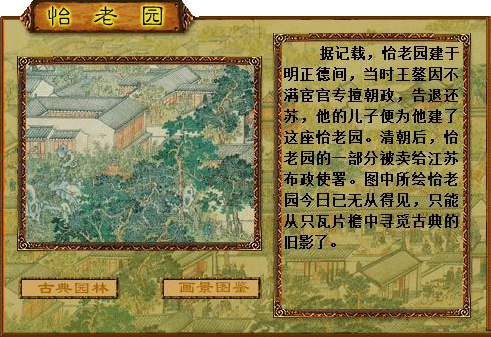 怡老园
据记载，怡老园建于
明正德间，当时王鏊因不
满宦官专擅朝政，告退还
苏，他的儿子便为他建了
这座怡老园。清朝后，怡
老园的一部分被卖给江苏
布政使署。图中所绘怡老
园今日已无从得见，只能
从只瓦片檐中寻觅古典的
旧影了。
古典园林
画景图鉴